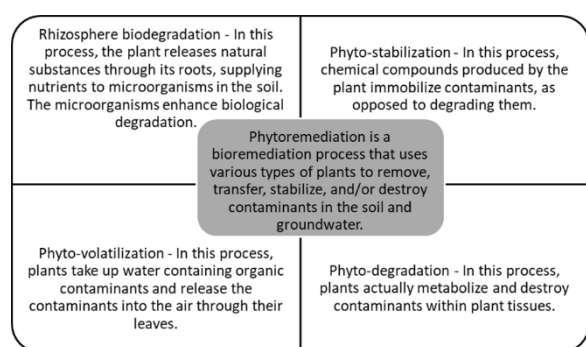 Rhizosphere biodegradation - In this
process, the plant releases natural
substances through its roots, supplying
nutrients to microorganisms in the soil.
The microorganisms enhance biological
degradation.
Phyto-stabilization - In this process,
chemical compounds produced by the
plant immobilize contaminants, as
opposed to degrading them.
Phytoremediation is a
bioremediation process that uses
various types of plants to remove,
transfer, stabilize, and/or destroy
contaminants in the soil and
groundwater.
Phyto-volatilization - In this process,
plants take up water containing organic
contaminants and release the
contaminants into the air through their
leaves.
Phyto-degradation - In this process,
plants actually metabolize and destroy
contaminants within plant tissues.